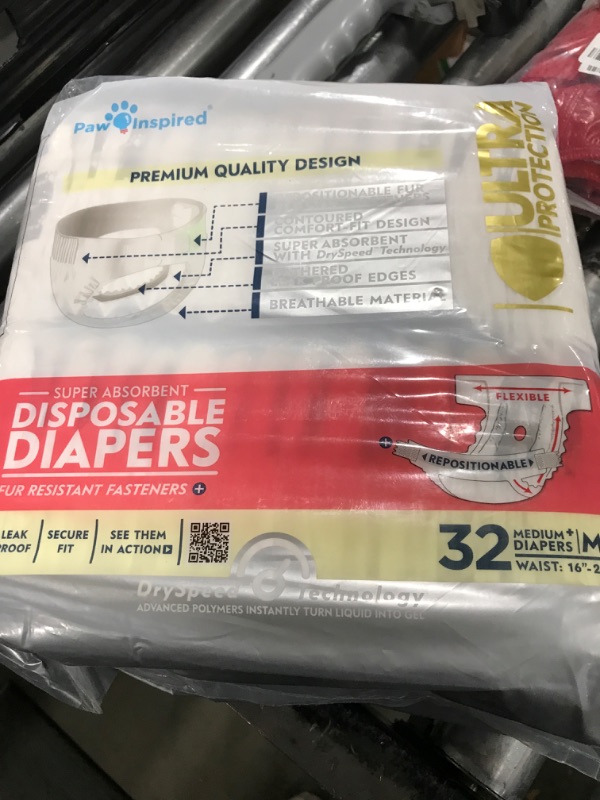 Paw Inspired
PREMIUM QUALITY DESIGN
ULTRA
PROTECTION
FUR
CONTOURED
COMFORT-FIT DESIGN
SUPER ABSORBENT
WITH DrySpeed Technology
EDGES
BREATHABLE MATERIAL
SUPER ABSORBENT
DISPOSABLE
DIAPERS
FUR RESISTANT FASTENERS +
FLEXIBLE
+
REPOSITIONABLE
LEAK
PROOF
SECURE
FIT
SEE THEM
IN ACTION
32 MEDIUM+
DIAPERS
M
WAIST: 16"-2
DrySpeed Technology
ADVANCED POLYMERS INSTANTLY TURN LIQUID INTO GEL